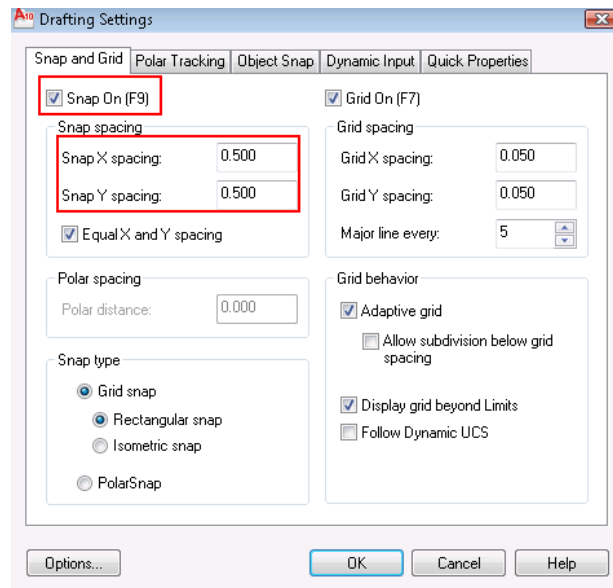 A10 Drafting Settings
Snap and Grid Polar Tracking Object Snap Dynamic Input Quick Properties
Snap On (F9)
Snap spacing
Snap X spacing: 0.500
Snap Y spacing: 0.500
Equal X and Y spacing
Polar spacing
Polar distance: 0.000
Snap type
Grid snap
Rectangular snap
Isometric snap
PolarSnap
Grid On (F7)
Grid spacing
Grid X spacing: 0.050
Grid Y spacing: 0.050
Major line every: 5
Grid behavior
Adaptive grid
Allow subdivision below grid
spacing
Display grid beyond Limits
Follow Dynamic UCS
Options... OK Cancel Help